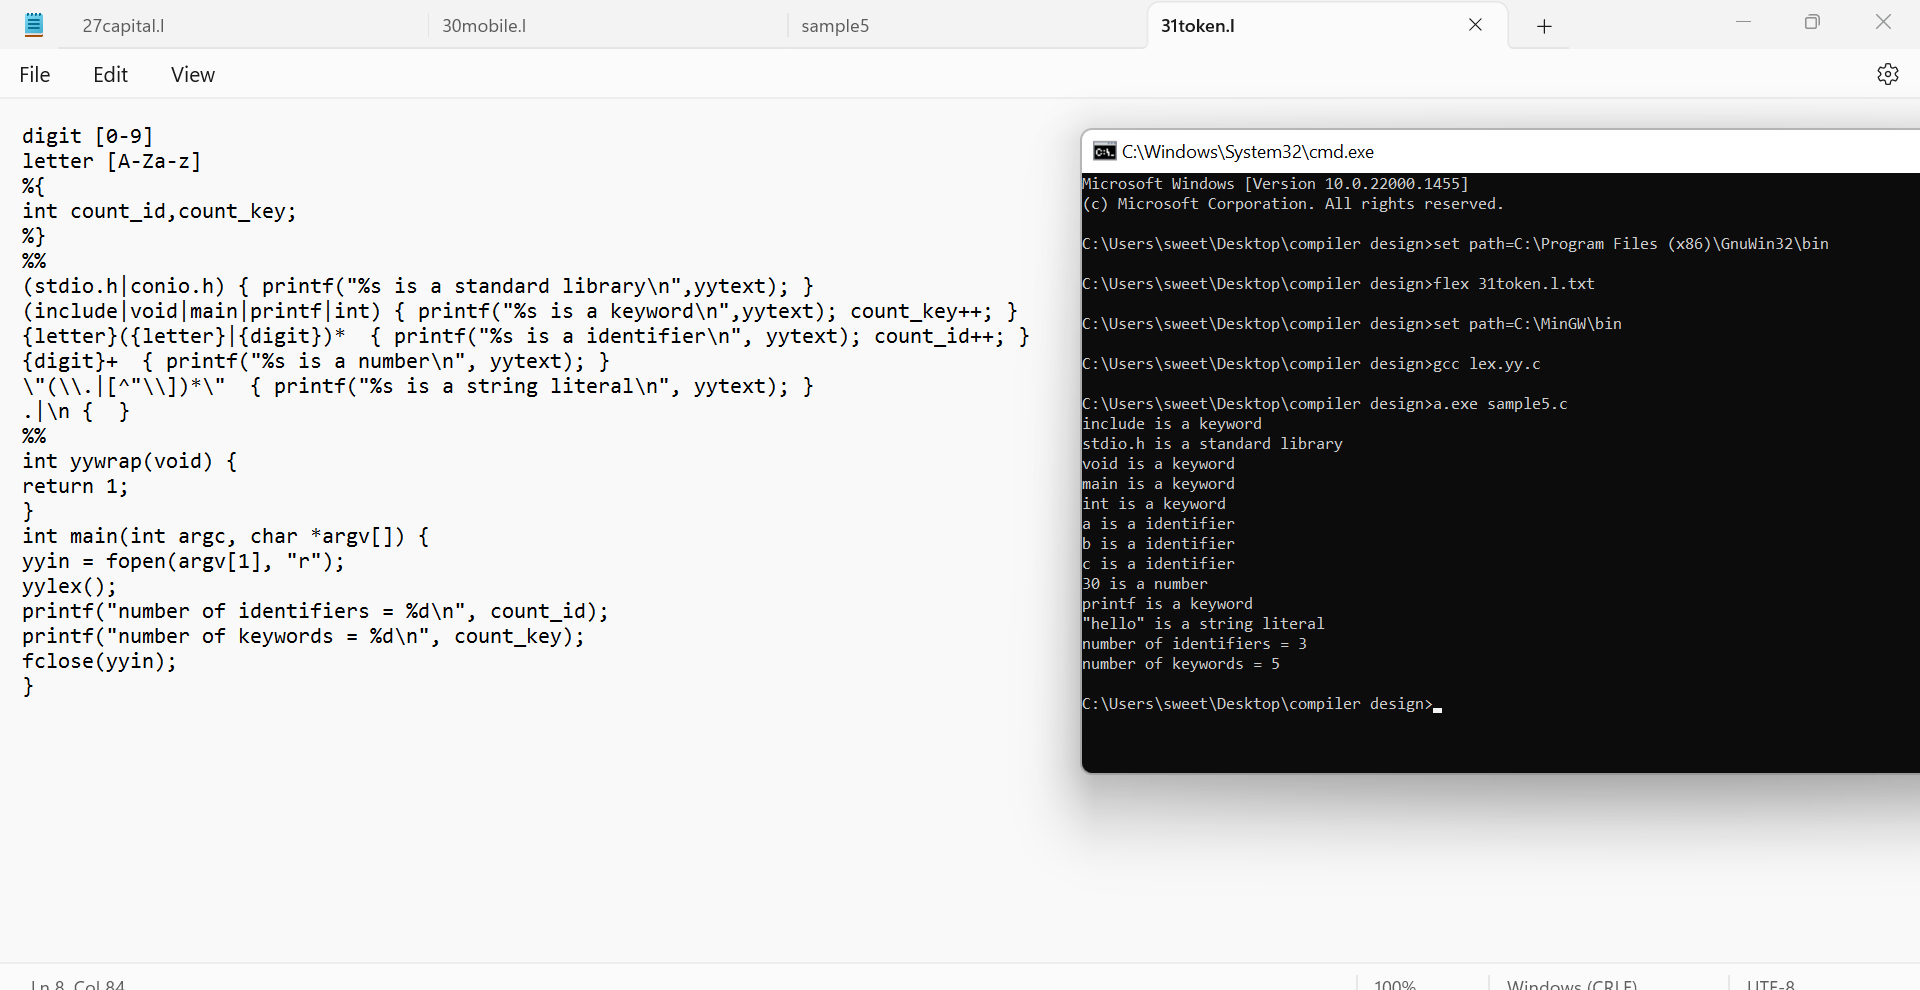 27capital.l
30mobile.l
sample5
31token.l
File Edit View
digit [0-9]
letter [A-Za-z]
%{
int count_id,count_key;
%}
%%
(stdio.h|conio.h) { printf("%s is a standard library\n",yytext); }
(include|void|main|printf|int) { printf("%s is a keyword\n",yytext); count_key++; }
{letter}({letter}|{digit})*  { printf("%s is a identifier\n", yytext); count_id++; }
{digit}+  { printf("%s is a number\n", yytext); }
\"(\\.|[^"\\])*\"  { printf("%s is a string literal\n", yytext); }
.|\n {  }
%%
int yywrap(void) {
return 1;
}
int main(int argc, char *argv[]) {
yyin = fopen(argv[1], "r");
yylex();
printf("number of identifiers = %d\n", count_id);
printf("number of keywords = %d\n", count_key);
fclose(yyin);
}
C:\Windows\System32\cmd.exe
Microsoft Windows [Version 10.0.22000.1455]
(c) Microsoft Corporation. All rights reserved.
C:\Users\sweet\Desktop\compiler design>set path=C:\Program Files (x86)\GnuWin32\bin
C:\Users\sweet\Desktop\compiler design>flex 31token.l.txt
C:\Users\sweet\Desktop\compiler design>set path=C:\MinGW\bin
C:\Users\sweet\Desktop\compiler design>gcc lex.yy.c
C:\Users\sweet\Desktop\compiler design>a.exe sample5.c
include is a keyword
stdio.h is a standard library
void is a keyword
main is a keyword
int is a keyword
a is a identifier
b is a identifier
c is a identifier
30 is a number
printf is a keyword
"hello" is a string literal
number of identifiers = 3
number of keywords = 5
C:\Users\sweet\Desktop\compiler design>
Ln 8, Col 84
100%
Windows (CRLF)
UTF-8